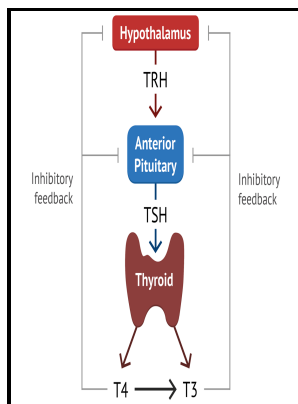 Hypothalamus
TRH
Anterior
Pituitary
Inhibitory
feedback
Inhibitory
feedback
TSH
Thyroid
T4
T3